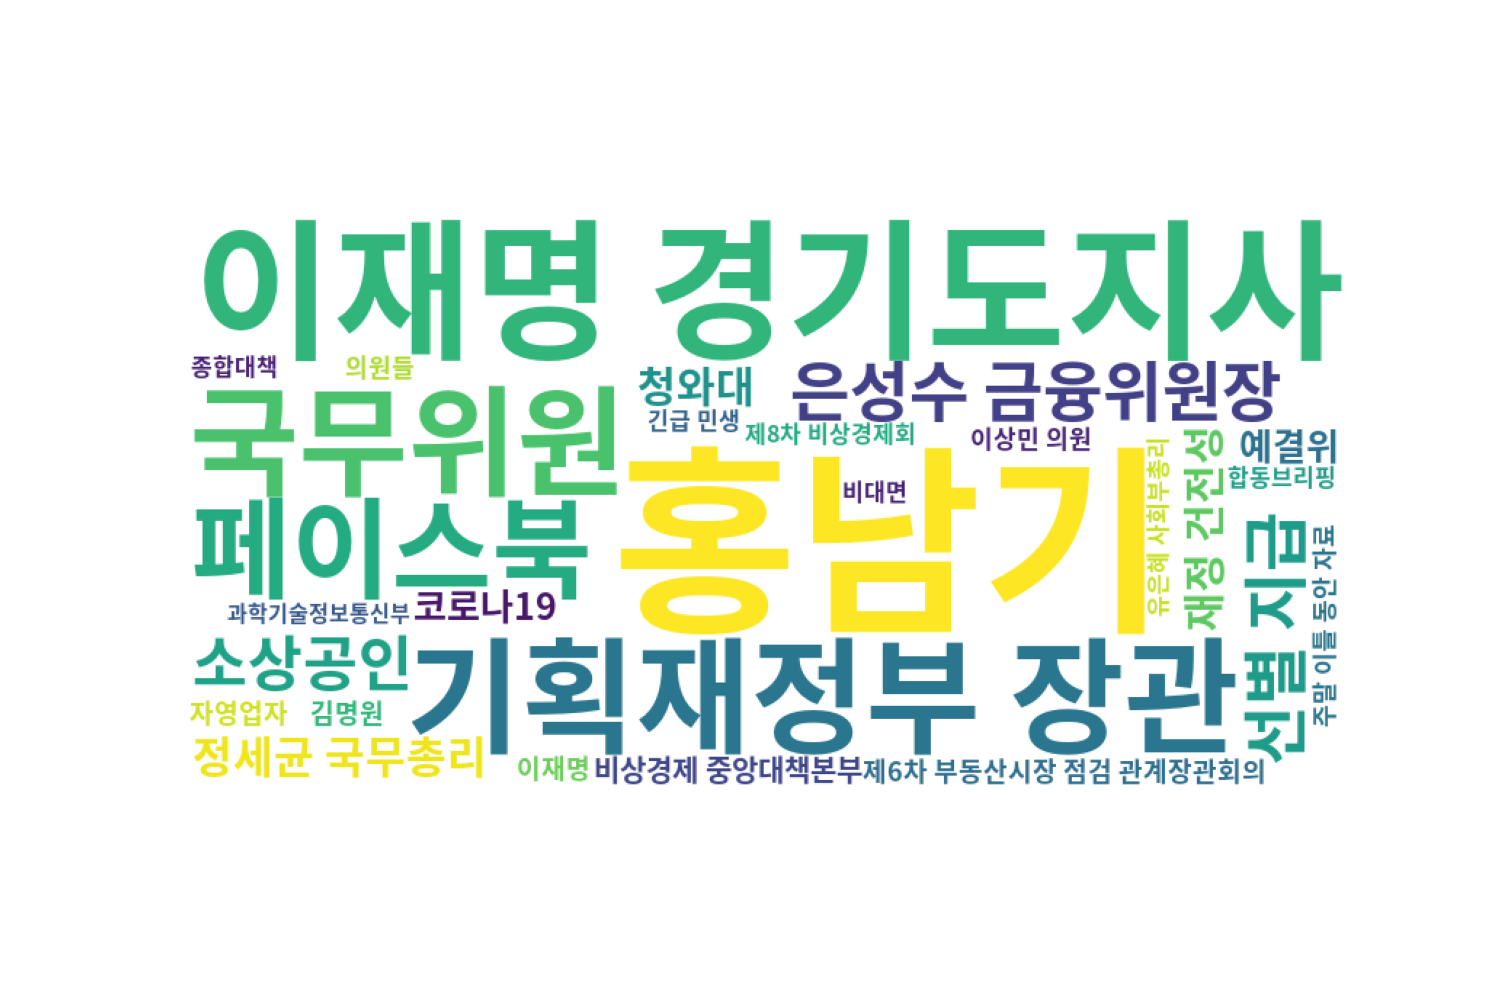 이재명 경기도지사
종합대책
의원들
청와대
은성수 금융위원장
국무위원
긴급 민생
제8차 비상경제회
이상민 의원
예결위
합동브리핑
홍남기
비대면
유은혜 사회부총리
재정 건전성
페이스북
선별 지급
주말 이틀 동안 자료
과학기술정보통신부
코로나19
소상공인
기획재정부 장관
자영업자
김명원
정세균 국무총리
이재명
비상경제 중앙대책본부
제6차 부동산시장 점검 관계장관회의